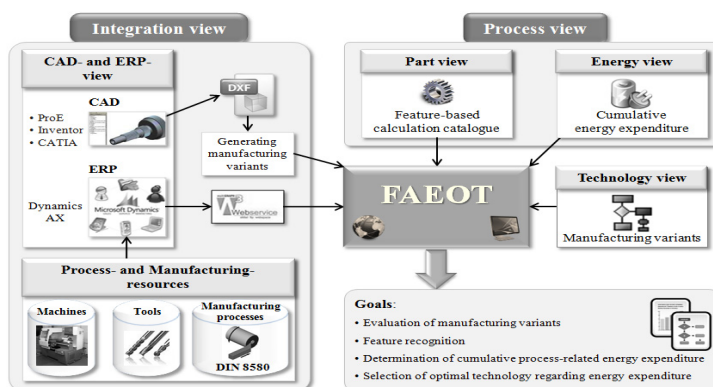 Integration view
CAD- and ERP-
view
CAD
• ProE
• Inventor
• CATIA
DXF
Generating
manufacturing
variants
ERP
Dynamics
AX
Microsoft Dynamics
Webservice
Process- and Manufacturing-
resources
Machines
Tools
Manufacturing
processes
DIN 8580
Process view
Part view
Feature-based
calculation catalogue
Energy view
Cumulative
energy expenditure
FAEOT
Technology view
Manufacturing variants
Goals:
• Evaluation of manufacturing variants
• Feature recognition
• Determination of cumulative process-related energy expenditure
• Selection of optimal technology regarding energy expenditure